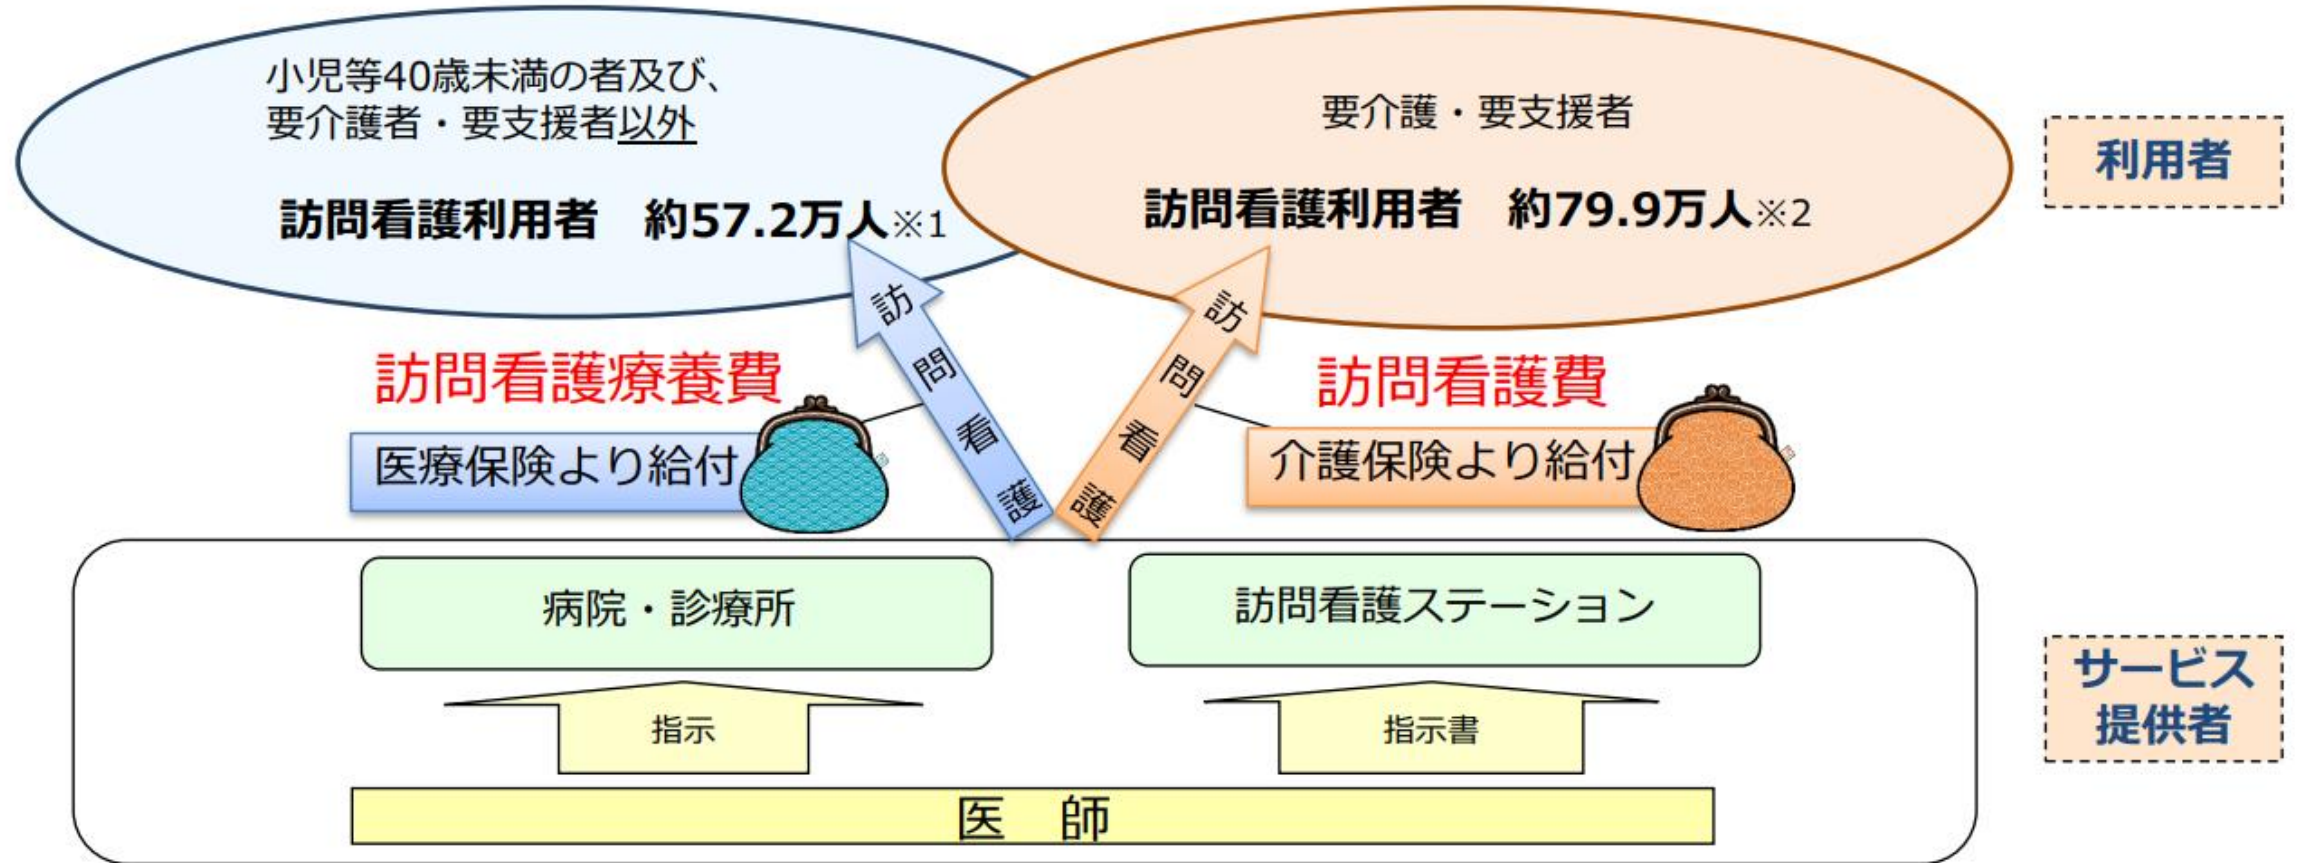 小児等40歳未満の者及び、
要介護者・要支援者以外
訪問看護利用者　約57.2万人※1
要介護・要支援者
訪問看護利用者　約79.9万人※2
利用者
訪問看護
訪問看護
訪問看護療養費
医療保険より給付
訪問看護費
介護保険より給付
病院・診療所
訪問看護ステーション
指示
指示書
医　師
サービス
提供者